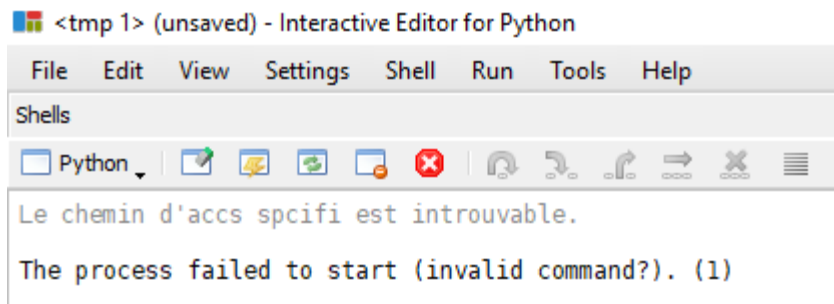 <tmp 1> (unsaved) - Interactive Editor for Python
File Edit View Settings Shell Run Tools Help
Shells
Python
Le chemin d'accs spcifi est introuvable.
The process failed to start (invalid command?). (1)